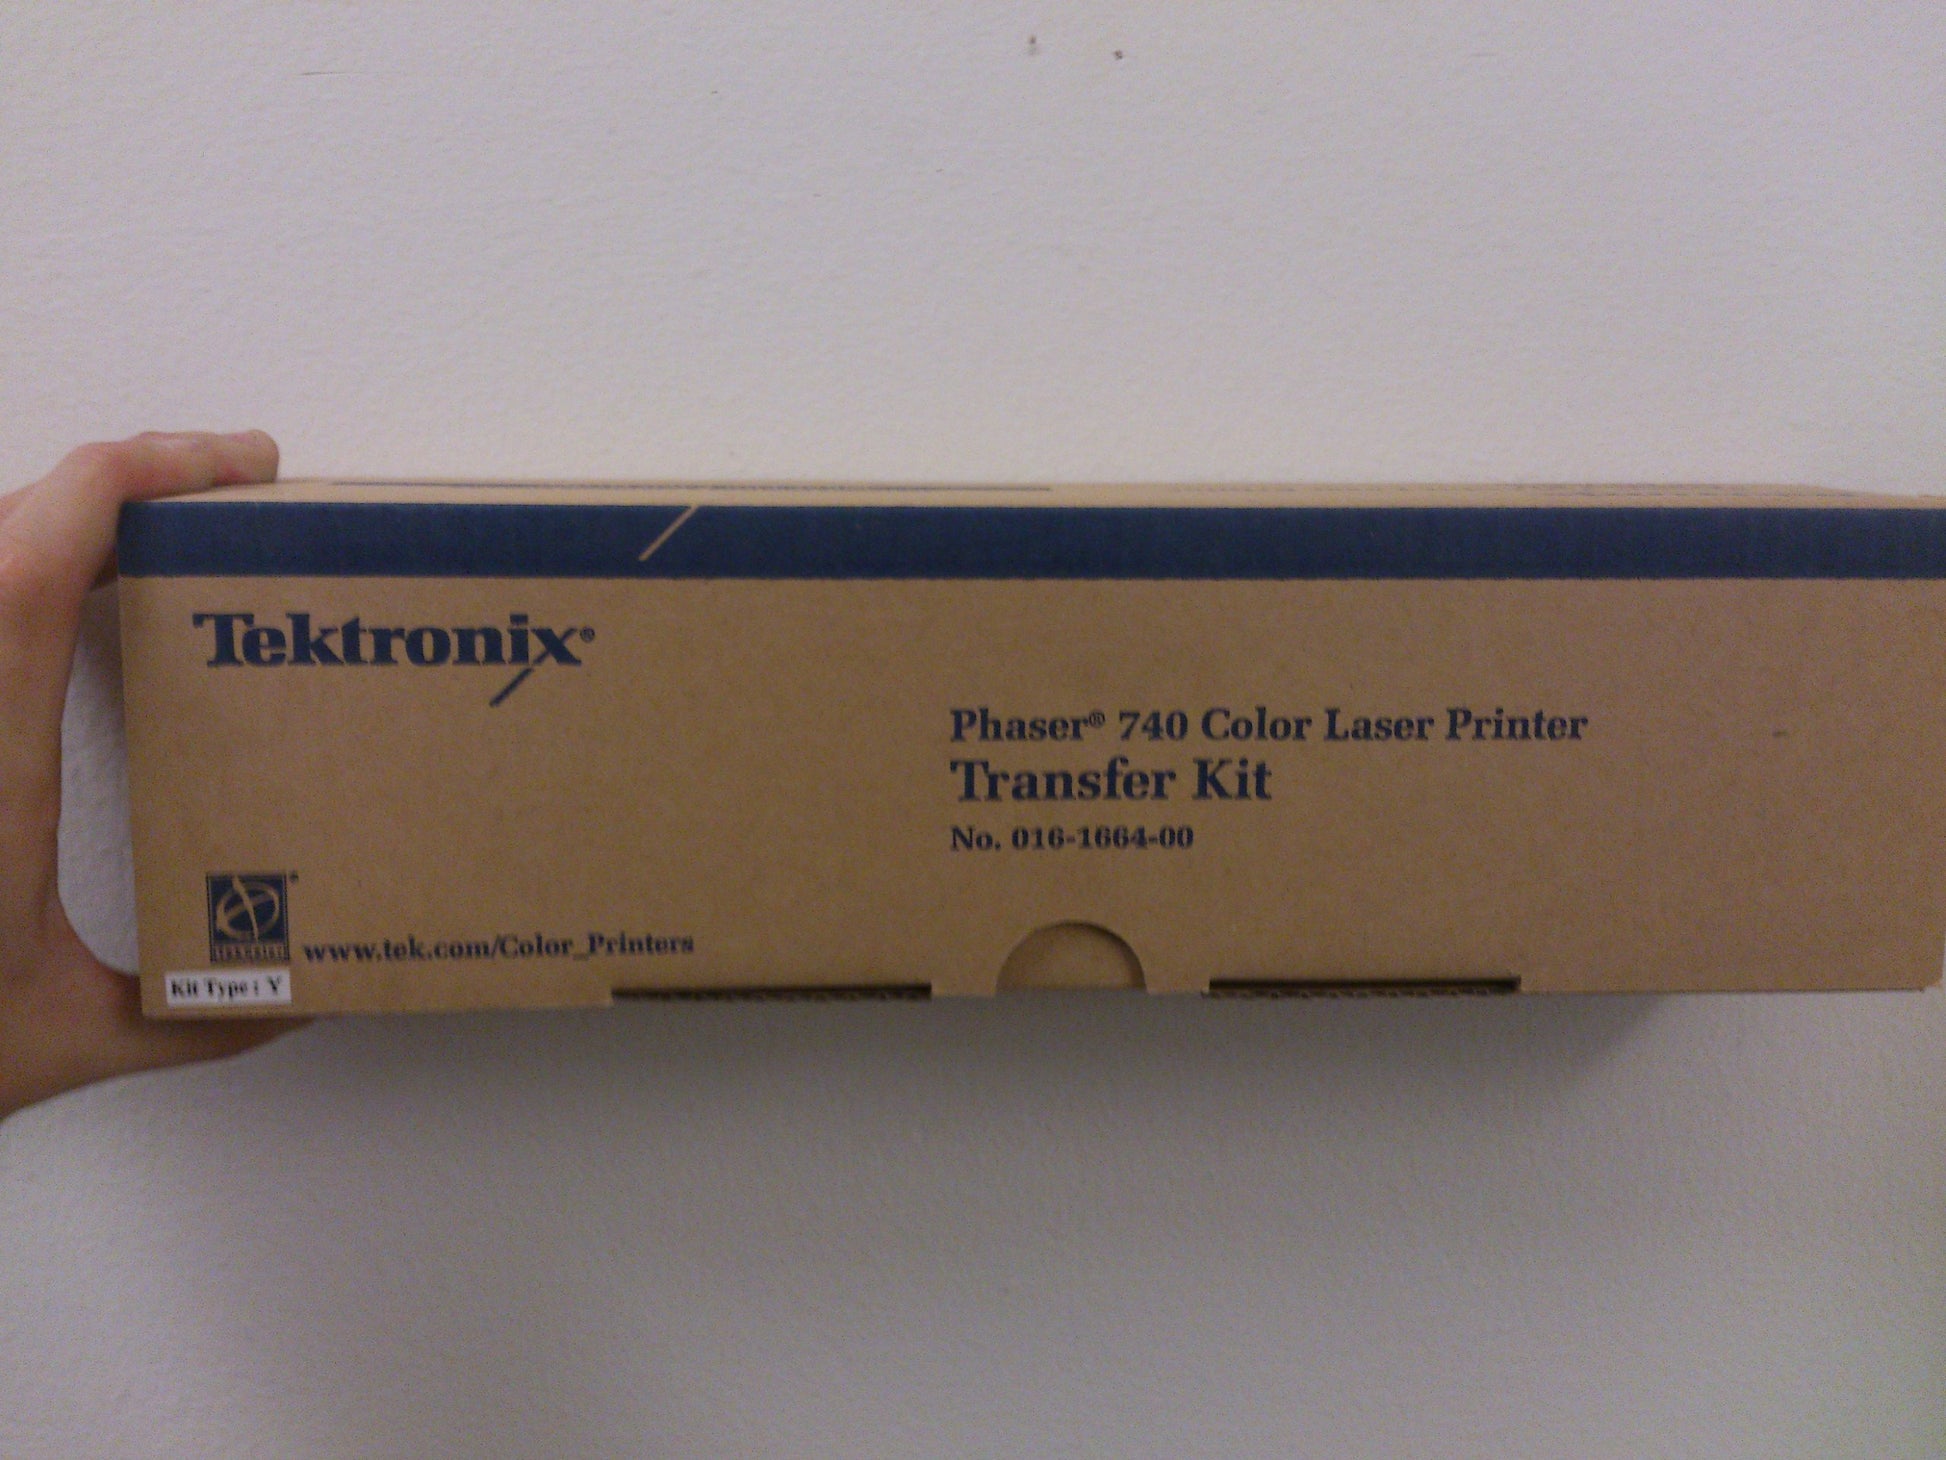 Tektronix®
Phaser® 740 Color Laser Printer
Transfer Kit
No. 016-1664-00
www.tek.com/Color_Printers
Kit Type : Y